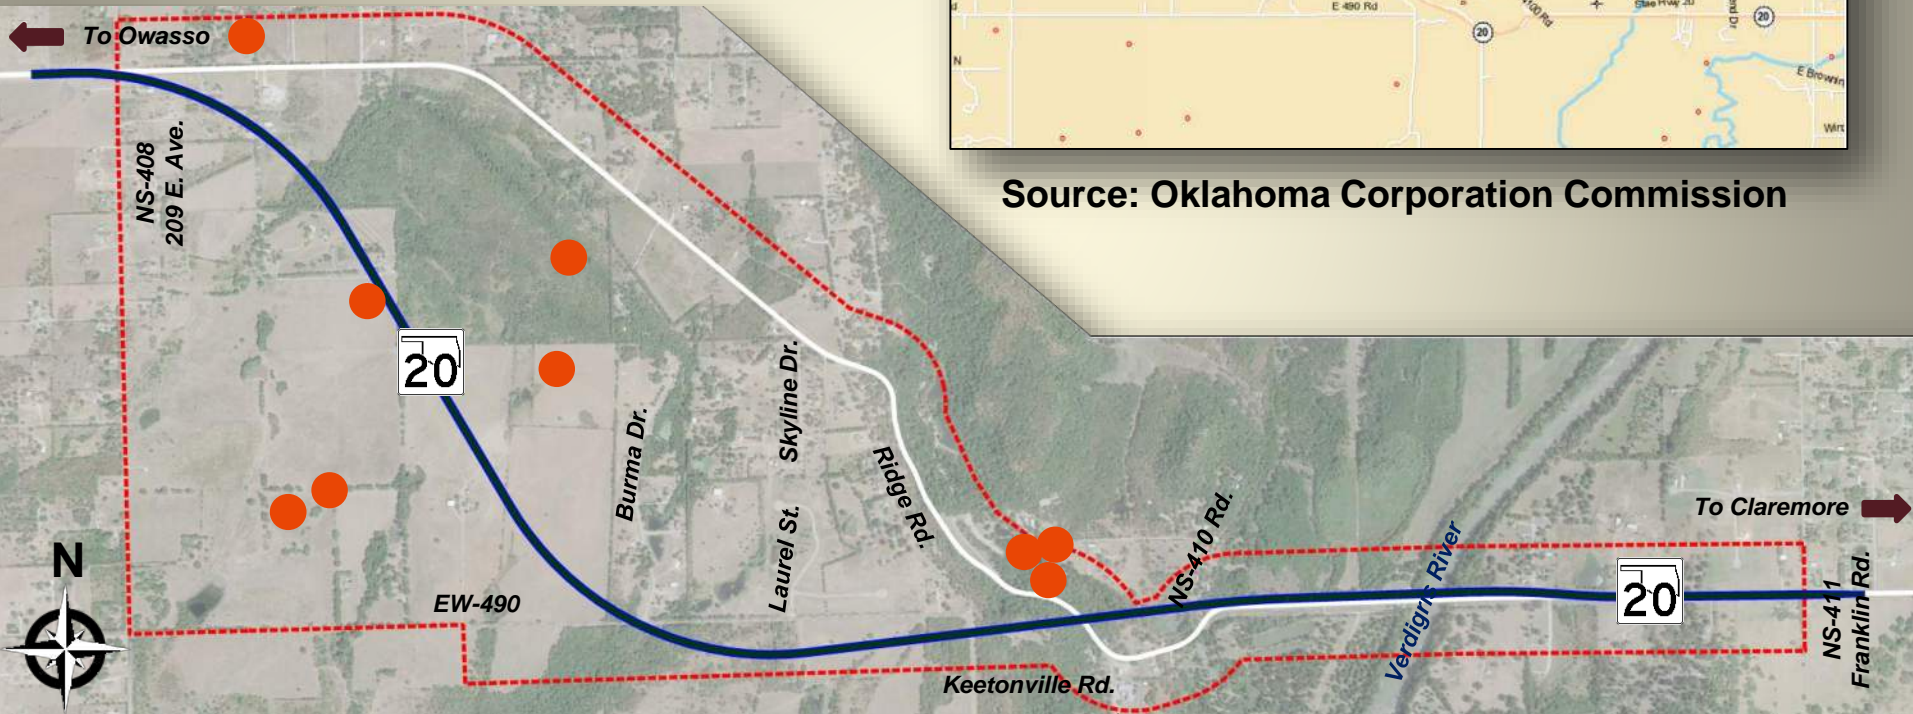 To Owasso
NS-408
209 E. Ave.
20
Burma Dr.
Skyline Dr.
Laurel St.
Ridge Rd.
NS-410 Rd.
Verdigris River
To Claremore
20
NS-411
Franklin Rd.
N
EW-490
Keetonville Rd.
E 490 Rd
20
20
N
E Brownin
Source: Oklahoma Corporation Commission